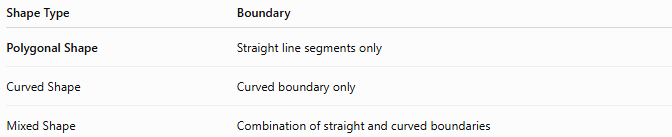 Shape Type Boundary
Polygonal Shape Straight line segments only
Curved Shape Curved boundary only
Mixed Shape Combination of straight and curved boundaries